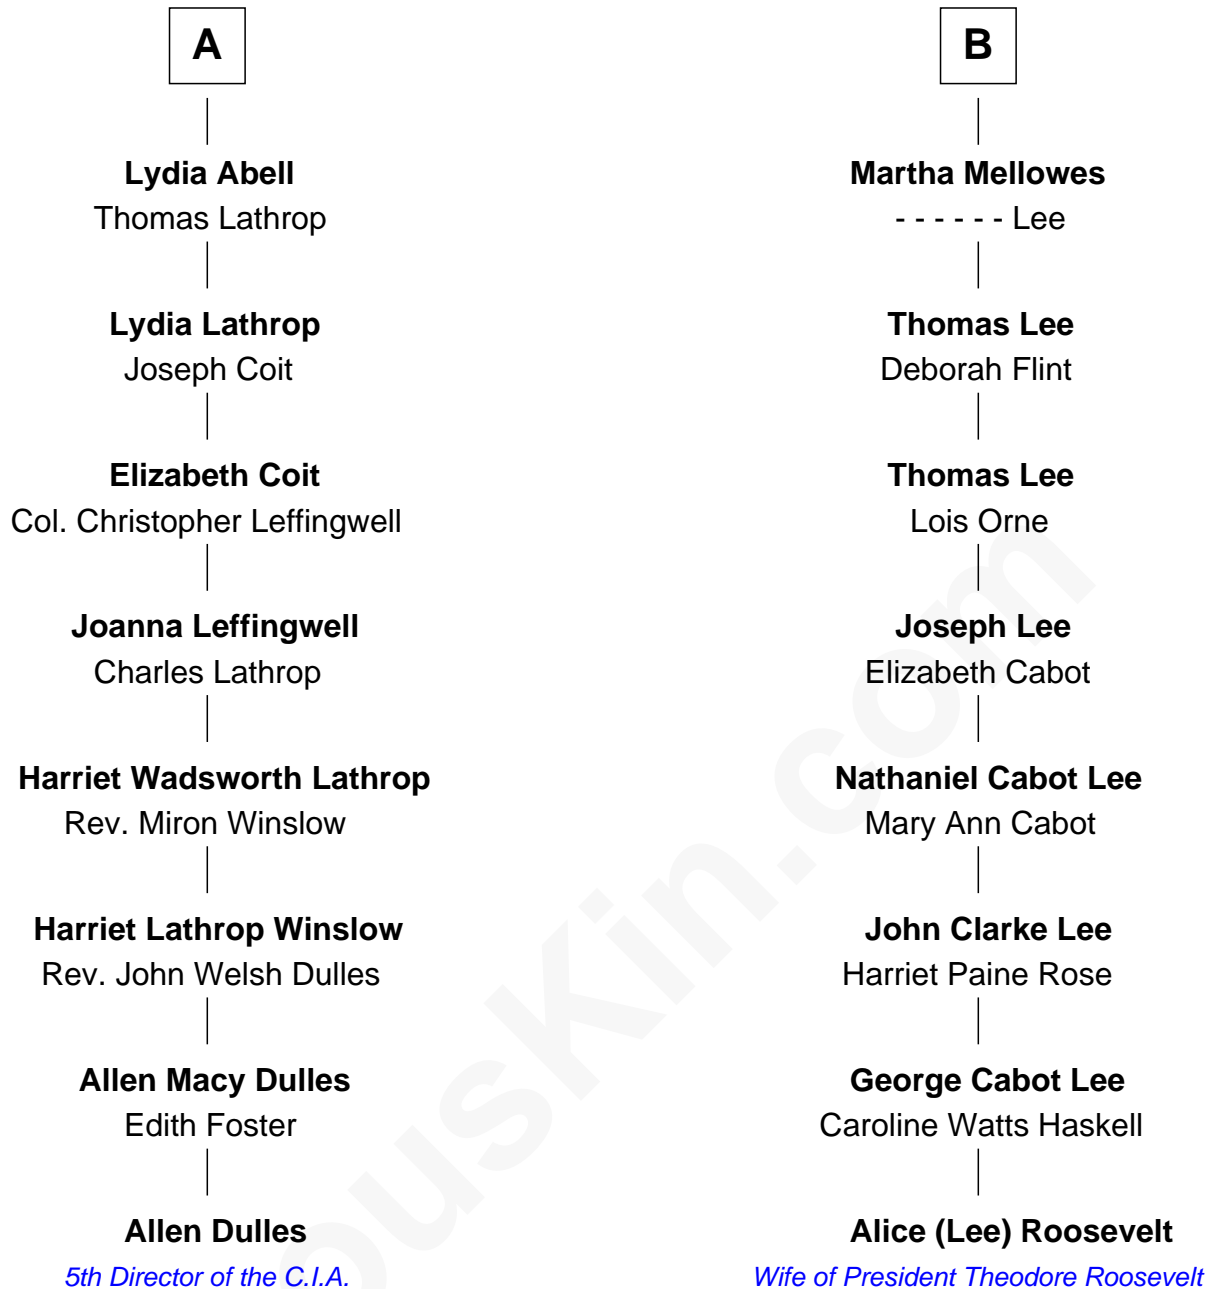 A
Lydia Abell
Thomas Lathrop
Lydia Lathrop
Joseph Coit
Elizabeth Coit
Col. Christopher Leffingwell
Joanna Leffingwell
Charles Lathrop
Harriet Wadsworth Lathrop
Rev. Miron Winslow
Harriet Lathrop Winslow
Rev. John Welsh Dulles
Allen Macy Dulles
Edith Foster
Allen Dulles
5th Director of the C.I.A.
B
Martha Mellowes
- - - - - - Lee
Thomas Lee
Deborah Flint
Thomas Lee
Lois Orne
Joseph Lee
Elizabeth Cabot
Nathaniel Cabot Lee
Mary Ann Cabot
John Clarke Lee
Harriet Paine Rose
George Cabot Lee
Caroline Watts Haskell
Alice (Lee) Roosevelt
Wife of President Theodore Roosevelt
ousKin.com